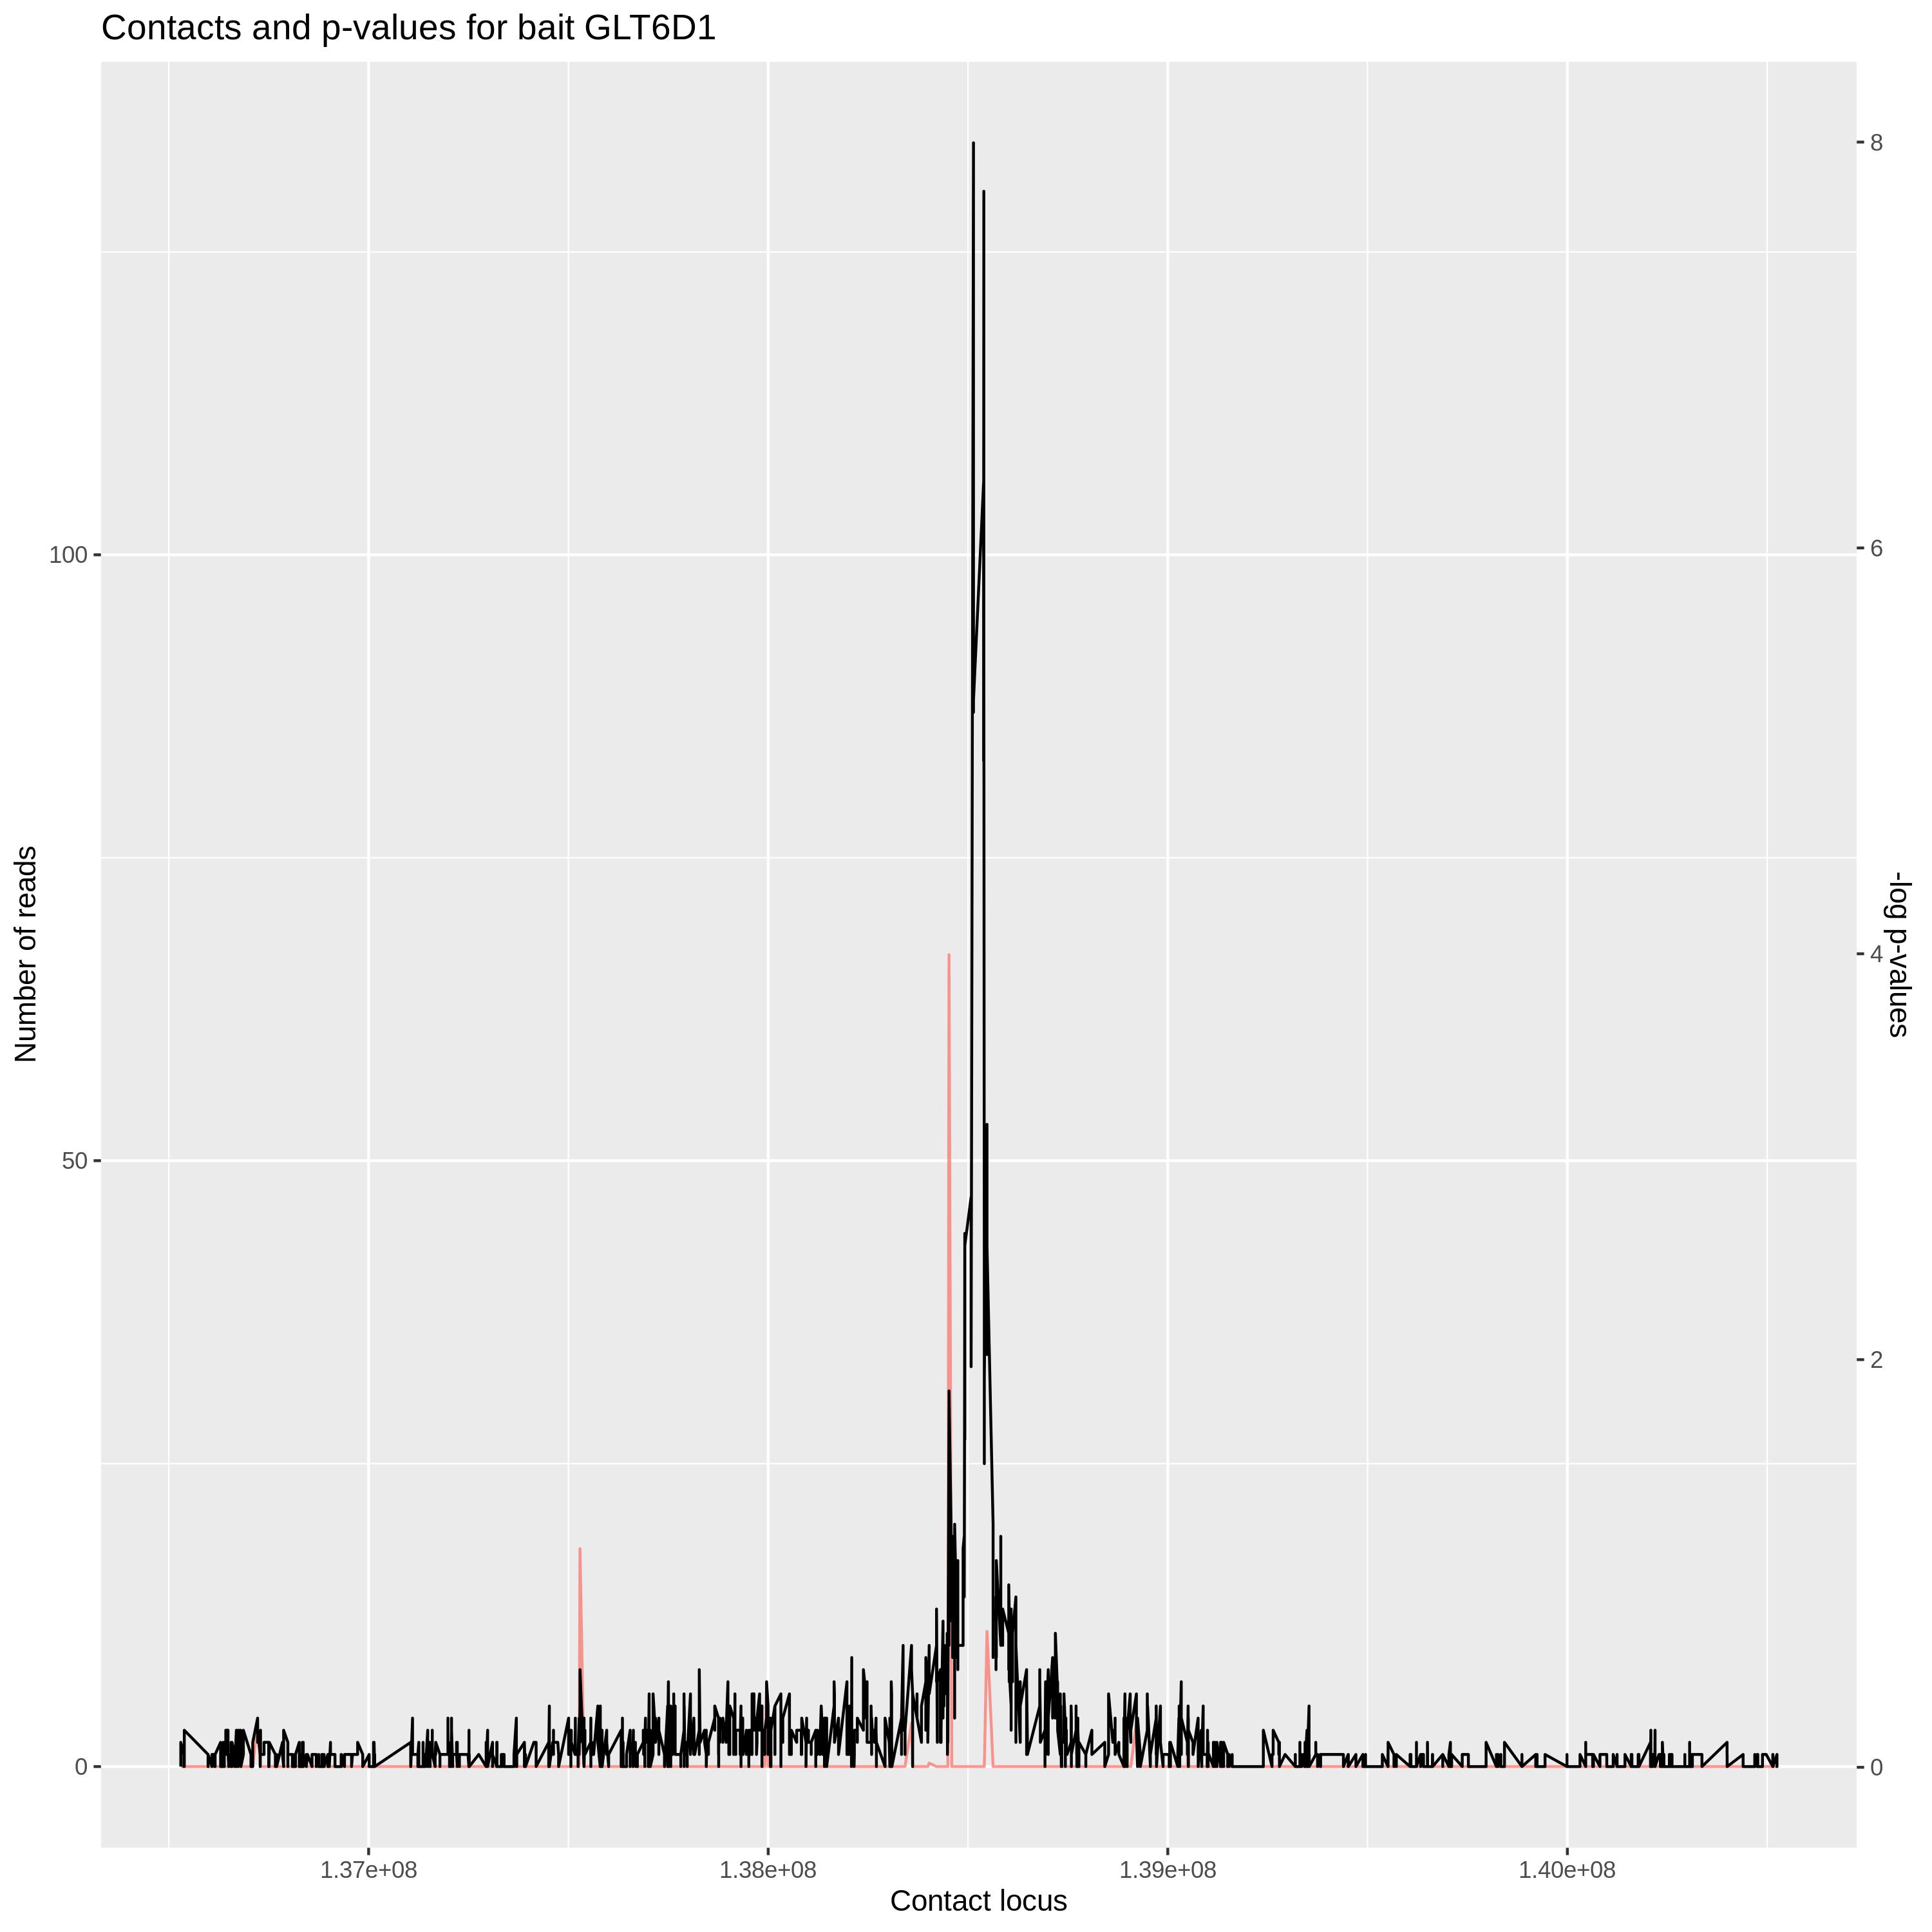 Contacts and p-values for bait GLT6D1
Number of reads
100
50
0
8
6
4
2
0
-log p-values
1.37e+08
1.38e+08
1.39e+08
1.40e+08
Contact locus